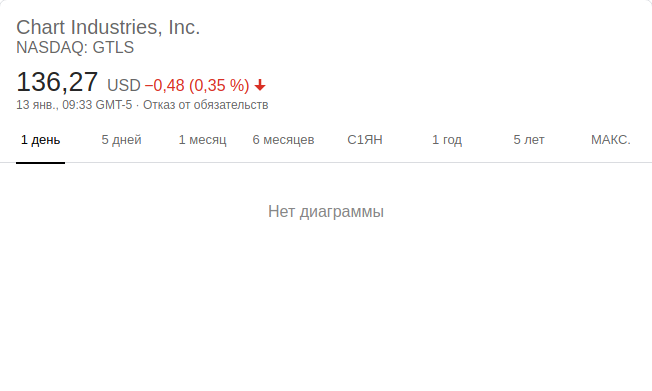 Chart Industries, Inc.
NASDAQ: GTLS
136,27 USD −0,48 (0,35 %)
13 янв., 09:33 GMT-5 · Отказ от обязательств
1 день 5 дней 1 месяц 6 месяцев С1ЯН 1 год 5 лет МАКС.
Нет диаграммы